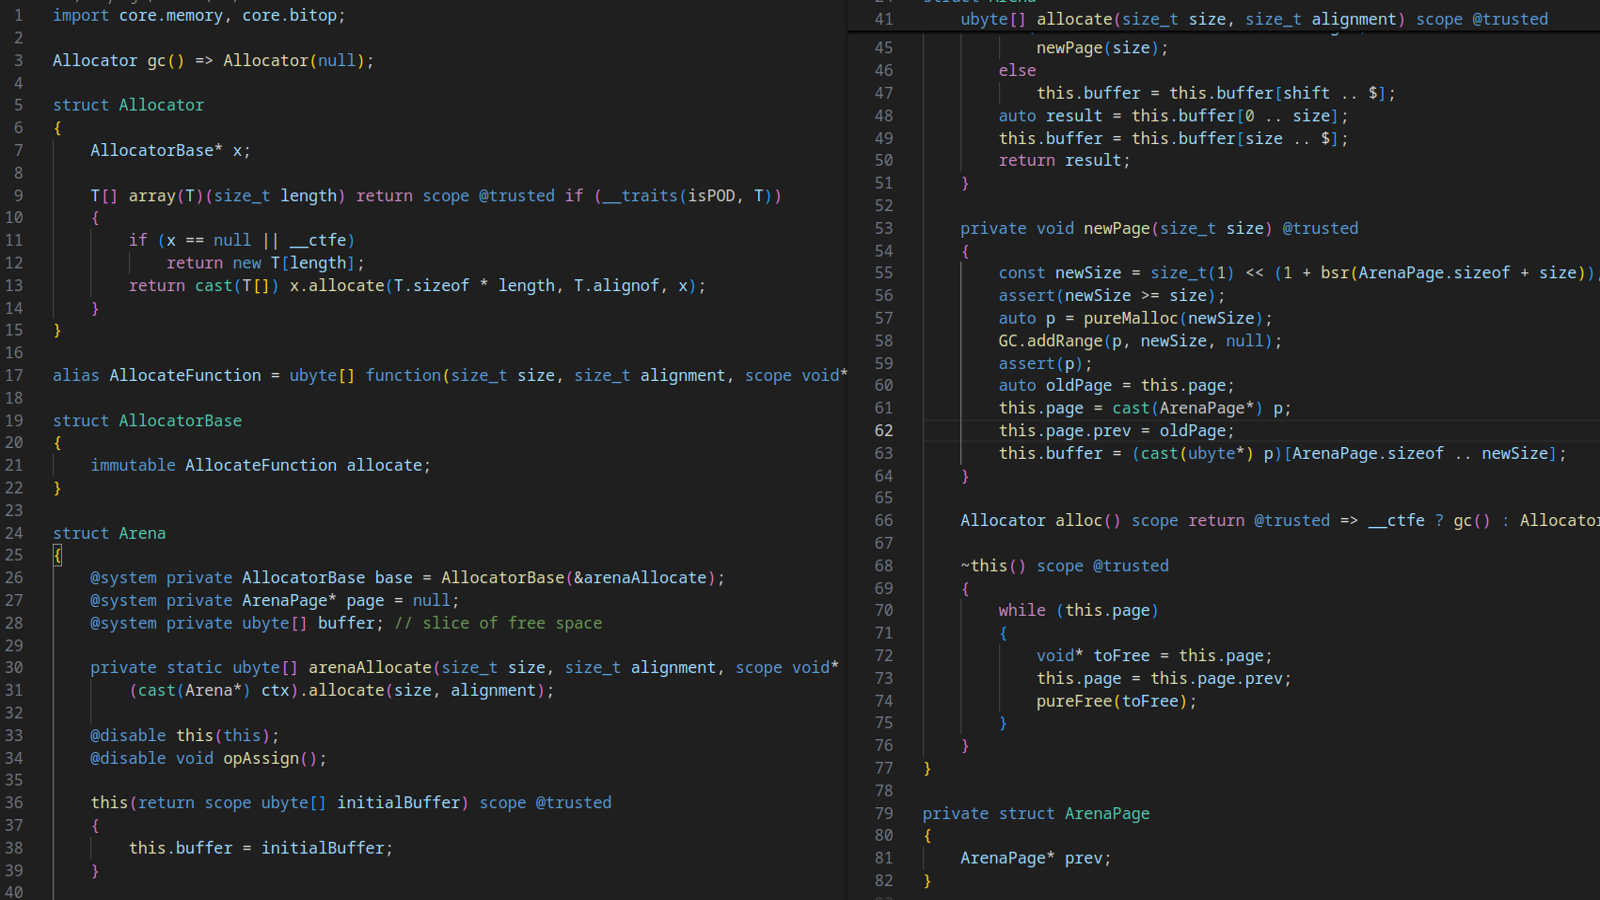 1 import core.memory, core.bitop;
2
3 Allocator gc() => Allocator(null);
4
5 struct Allocator
6 {
7     AllocatorBase* x;
8
9     T[] array(T)(size_t length) return scope @trusted if (__traits(isPOD, T))
10     {
11         if (x == null || __ctfe)
12             return new T[length];
13         return cast(T[]) x.allocate(T.sizeof * length, T.alignof, x);
14     }
15 }
16
17 alias AllocateFunction = ubyte[] function(size_t size, size_t alignment, scope void*
18
19 struct AllocatorBase
20 {
21     immutable AllocateFunction allocate;
22 }
23
24 struct Arena
25 {
26     @system private AllocatorBase base = AllocatorBase(&arenaAllocate);
27     @system private ArenaPage* page = null;
28     @system private ubyte[] buffer; // slice of free space
29
30     private static ubyte[] arenaAllocate(size_t size, size_t alignment, scope void*
31         (cast(Arena*) ctx).allocate(size, alignment);
32
33     @disable this(this);
34     @disable void opAssign();
35
36     this(return scope ubyte[] initialBuffer) scope @trusted
37     {
38         this.buffer = initialBuffer;
39     }
40
41     ubyte[] allocate(size_t size, size_t alignment) scope @trusted
45             newPage(size);
46         else
47             this.buffer = this.buffer[shift .. $];
48         auto result = this.buffer[0 .. size];
49         this.buffer = this.buffer[size .. $];
50         return result;
51     }
52
53     private void newPage(size_t size) @trusted
54     {
55         const newSize = size_t(1) << (1 + bsr(ArenaPage.sizeof + size))
56         assert(newSize >= size);
57         auto p = pureMalloc(newSize);
58         GC.addRange(p, newSize, null);
59         assert(p);
60         auto oldPage = this.page;
61         this.page = cast(ArenaPage*) p;
62         this.page.prev = oldPage;
63         this.buffer = (cast(ubyte*) p)[ArenaPage.sizeof .. newSize];
64     }
65
66     Allocator alloc() scope return @trusted => __ctfe ? gc() : Allocator
67
68     ~this() scope @trusted
69     {
70         while (this.page)
71         {
72             void* toFree = this.page;
73             this.page = this.page.prev;
74             pureFree(toFree);
75         }
76     }
77 }
78
79 private struct ArenaPage
80 {
81     ArenaPage* prev;
82 }